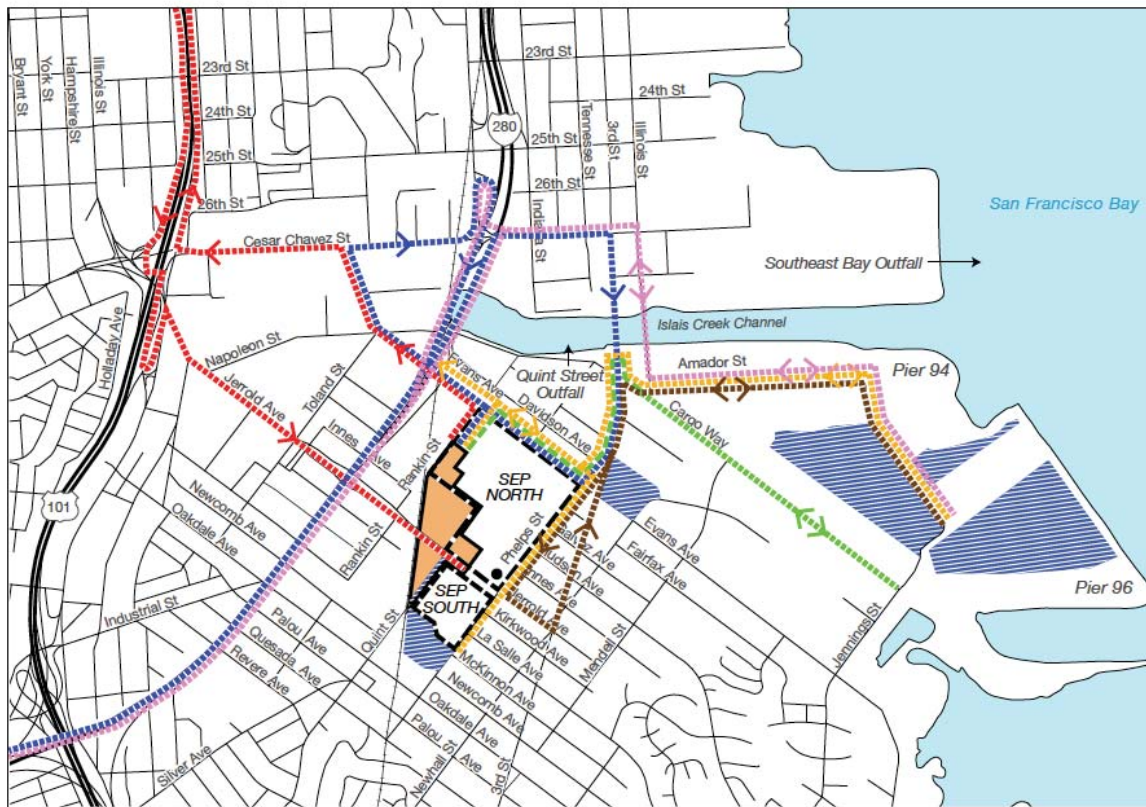 Bryant St
York St
Hampshire St
Illinois St
23rd St
24th St
25th St
26th St
280
23rd St
24th St
25th St
26th St
Tennesse St
3rd St
Illinois St
Indiana St
San Francisco Bay
Cesar Chavez St
Southeast Bay Outfall
Islais Creek Channel
Holladay Ave
Napoleon St
Jerrold Ave
Toland St
Evans Ave
Quint Street
Outfall
Davidson Ave
Amador St
Pier 94
Caroo Way
Innes Ave
Rankin St
SEP
NORTH
101
Newcomb Ave
Oakdale Ave
Rankin St
Phelps St
Evans Ave
Fairfax Ave
Innes Ave
Jerrold Ave
Kirkwood Ave
La Salle Ave
McKinnon Ave
Newcomb Ave
Oakdale Ave
Palou Ave
SEP
SOUTH
Mendell St
Pier 96
Jennings St
Industrial St
Quint St
Palou Ave
Quesada Ave
Revere Ave
Silver Ave
Newhall St
3rd St